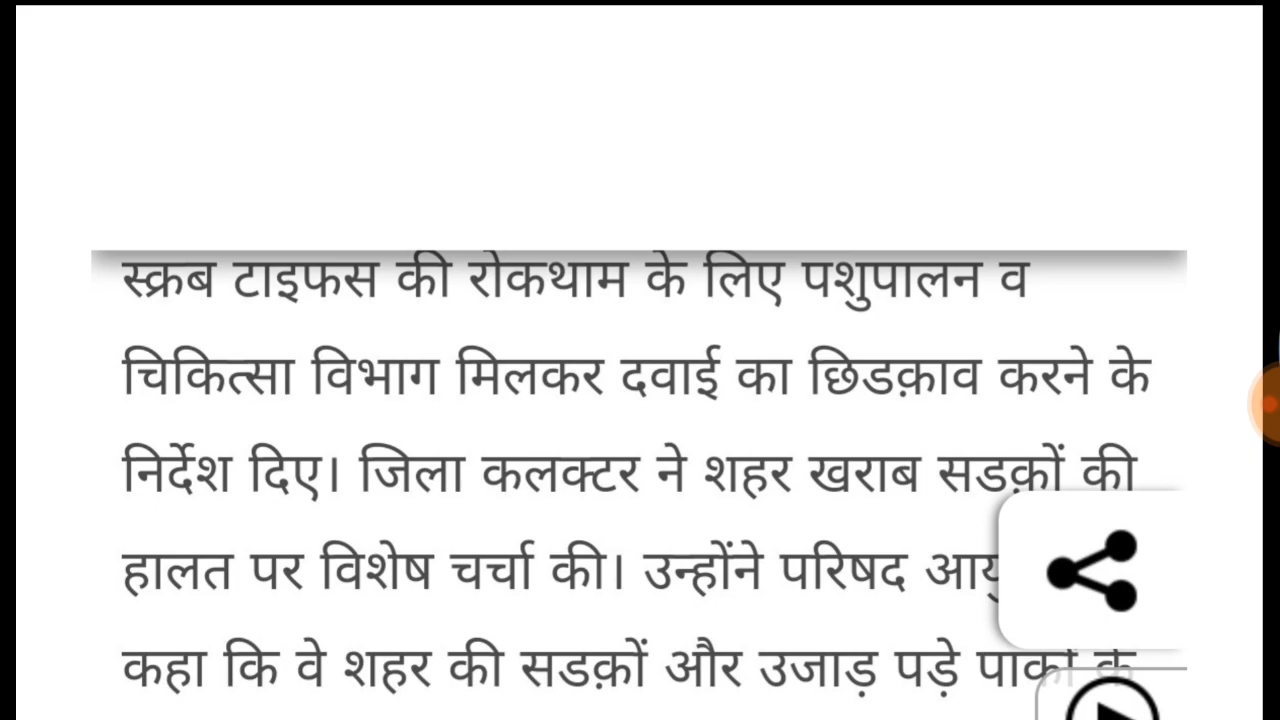 स्क्रब टाइफस की रोकथाम के लिए पशुपालन व
चिकित्सा विभाग मिलकर दवाई का छिडक़ाव करने के
निर्देश दिए। जिला कलक्टर ने शहर खराब सडक़ों की
हालत पर विशेष चर्चा की। उन्होंने परिषद
कहा कि वे शहर की सडक़ों और उजाड़ पड़े